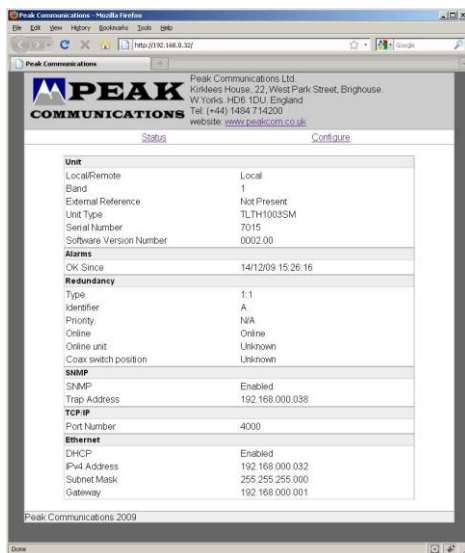 Peak Communications - Mozilla Firefox
File Edit View History Bookmarks Tools Help
http://192.168.0.32/
Google
Peak Communications
PEAK
COMMUNICATIONS
Peak Communications Ltd.
Kirklees House, 22, West Park Street, Brighouse.
W.Yorks. HD6 1DU. England
Tel: (+44) 1484 714200
website: www.peakcom.co.uk
Status Configure
Unit
Local/Remote Local
Band 1
External Reference Not Present
Unit Type TLTH1003SM
Serial Number 7015
Software Version Number 0002.00
Alarms
OK Since 14/12/09 15:26:16
Redundancy
Type 1:1
Identifier A
Priority N/A
Online Online
Online unit Unknown
Coax switch position Unknown
SNMP
SNMP Enabled
Trap Address 192.168.000.038
TCP/IP
Port Number 4000
Ethernet
DHCP Enabled
IPv4 Address 192.168.000.032
Subnet Mask 255.255.255.000
Gateway 192.168.000.001
Peak Communications 2009
Done